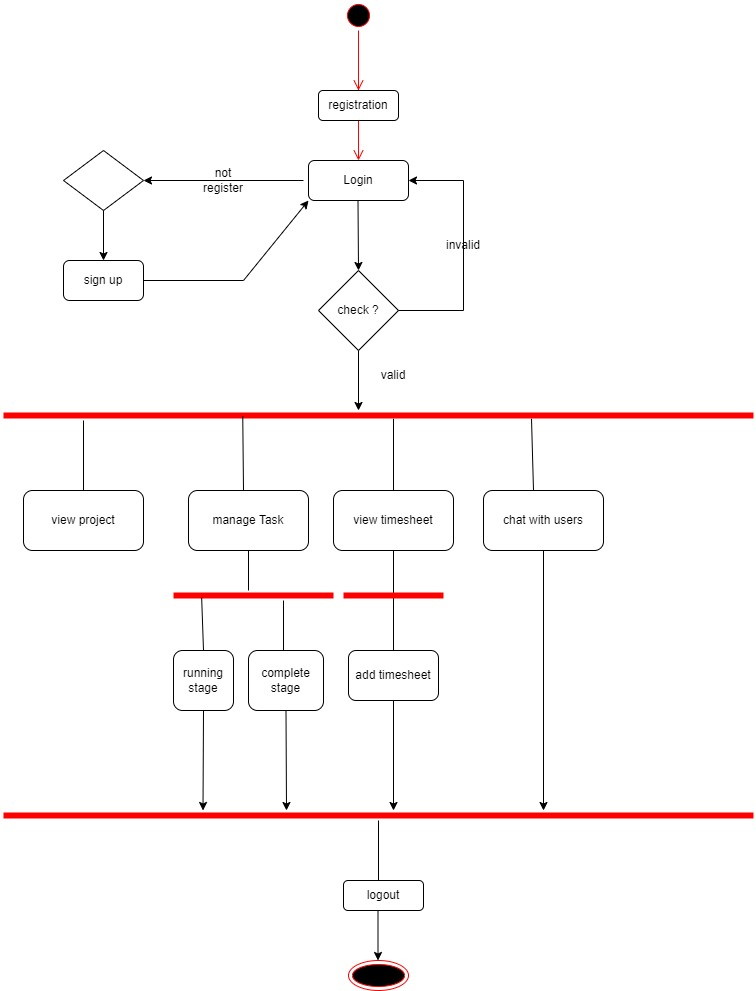 registration
Login
not
register
invalid
sign up
check ?
valid
view project
manage Task
view timesheet
chat with users
running
stage
complete
stage
add timesheet
logout